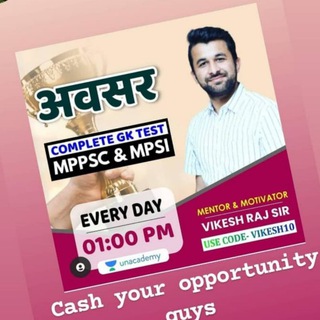 अवसर
COMPLETE GK TEST
MPPSC & MPSI
EVERY DAY
01:00 PM
unacademy
MENTOR & MOTIVATOR
VIKESH RAJ SIR
USE CODE- VIKESH10
Cash your opportunity
guys